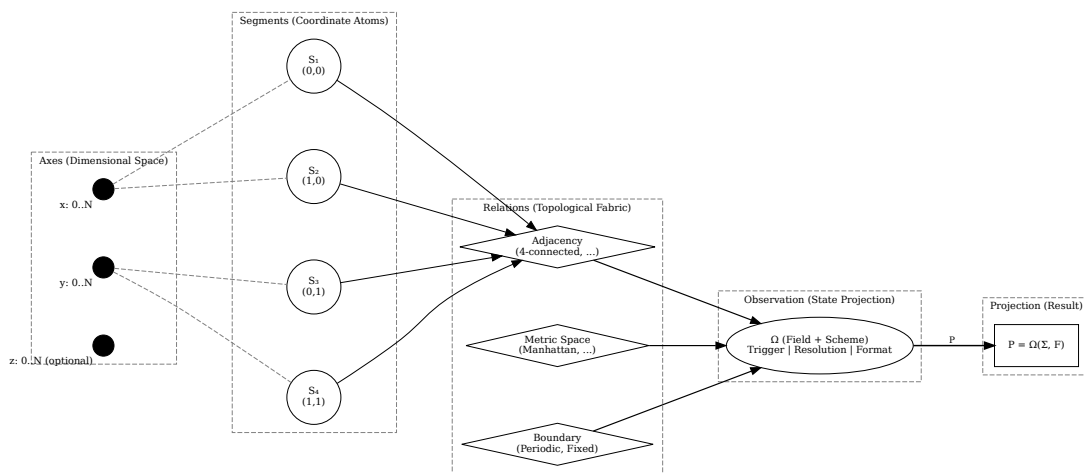 Segments (Coordinate Atoms)
S₁
(0,0)
S₂
(1,0)
S₃
(0,1)
S₄
(1,1)
Axes (Dimensional Space)
x: 0..N
y: 0..N
z: 0..N (optional)
Relations (Topological Fabric)
Adjacency
(4-connected, ...)
Metric Space
(Manhattan, ...)
Boundary
(Periodic, Fixed)
Observation (State Projection)
Ω (Field + Scheme)
Trigger | Resolution | Format
P
Projection (Result)
P = Ω(Σ, F)